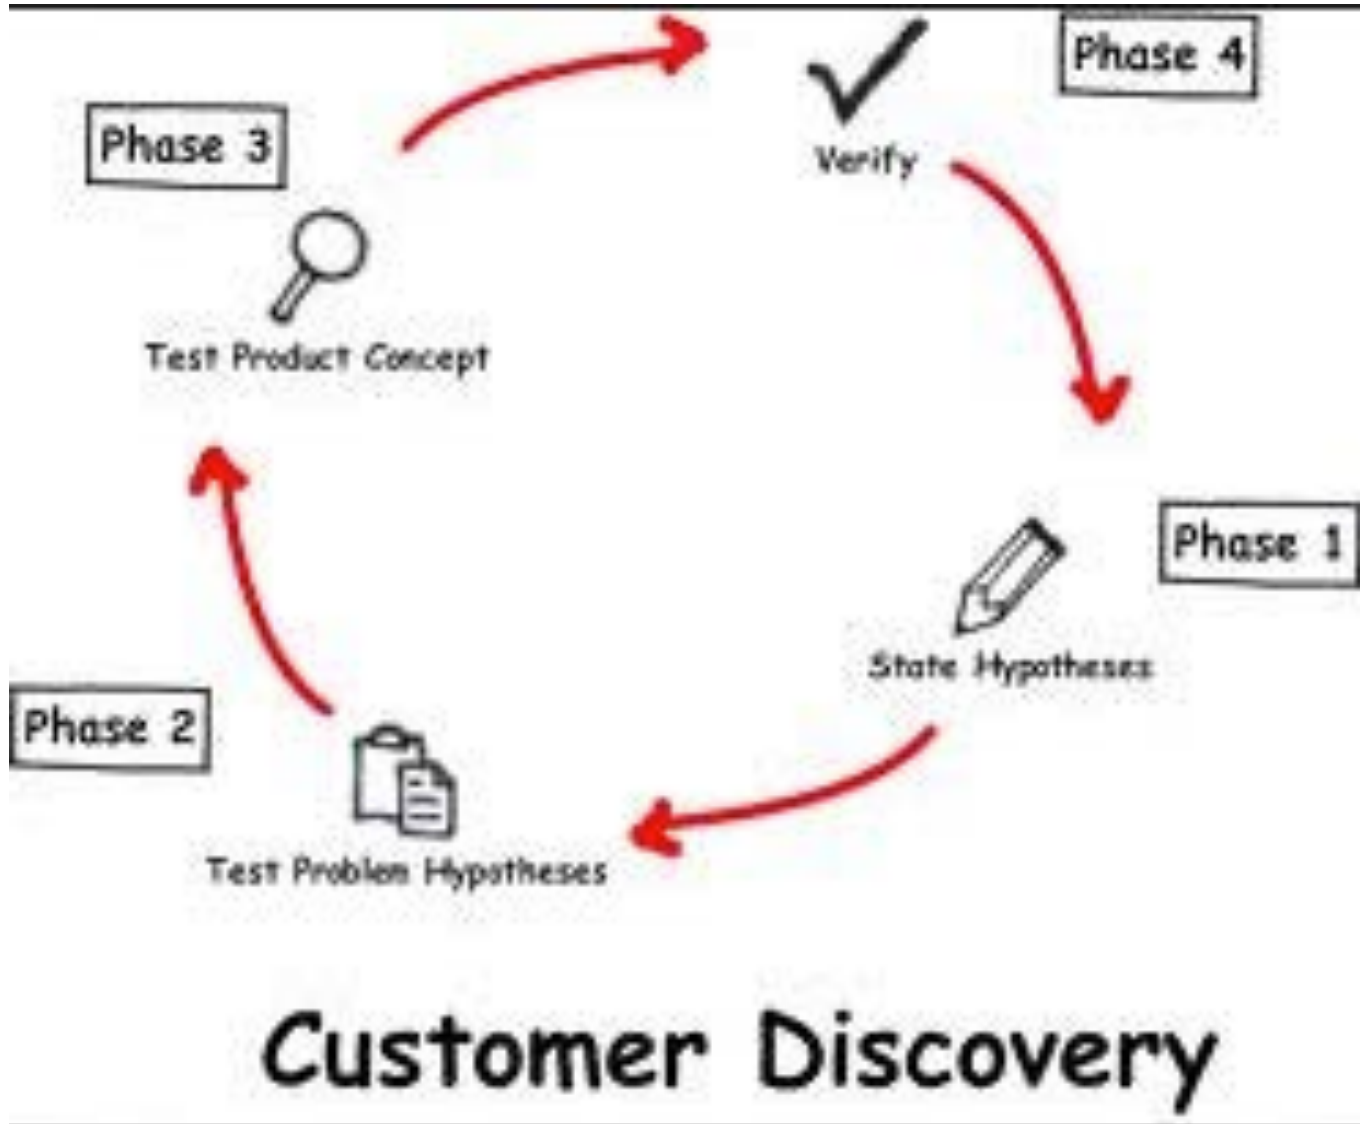 Phase 4
Verify
Phase 3
Test Product Concept
Phase 1
State Hypotheses
Phase 2
Test Problem Hypotheses
Customer Discovery